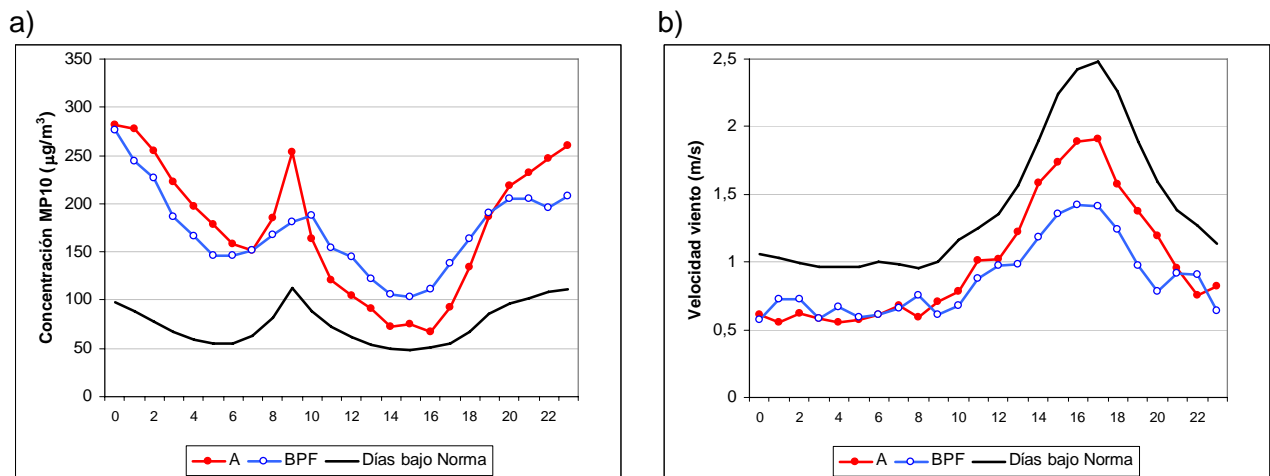 a)
b)
Concentración MP10 (µg/m³)
350
300
250
200
150
100
50
0
0 2 4 6 8 10 12 14 16 18 20 22
A BPF Días bajo Norma
Velocidad viento (m/s)
2,5
2
1,5
1
0,5
0
0 2 4 6 8 10 12 14 16 18 20 22
A BPF Días bajo Norma